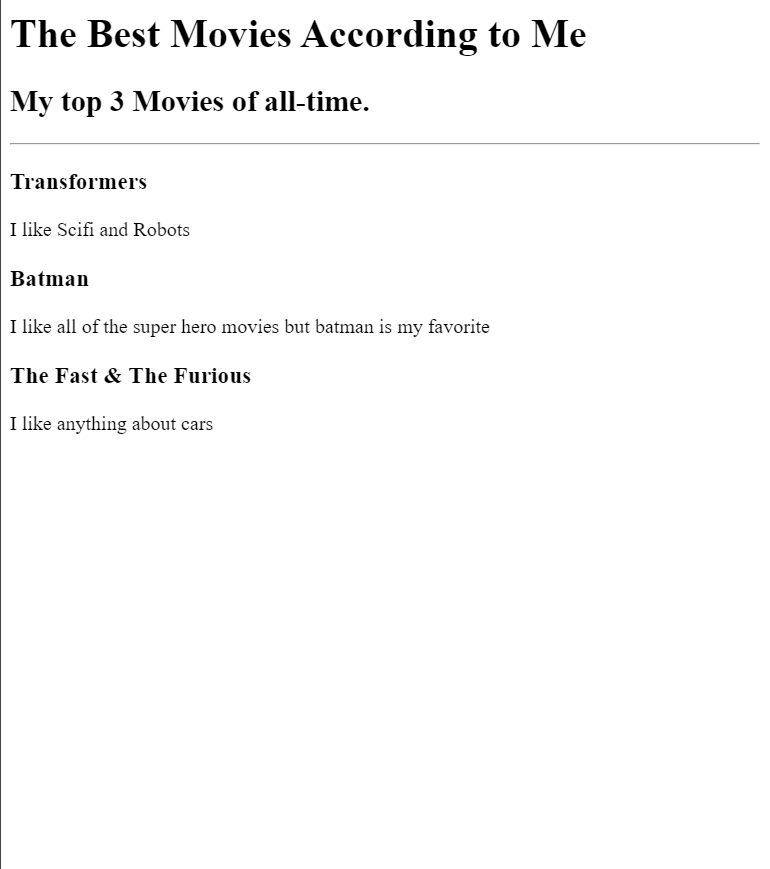 The Best Movies According to Me
My top 3 Movies of all-time.
Transformers
I like Scifi and Robots
Batman
I like all of the super hero movies but batman is my favorite
The Fast & The Furious
I like anything about cars